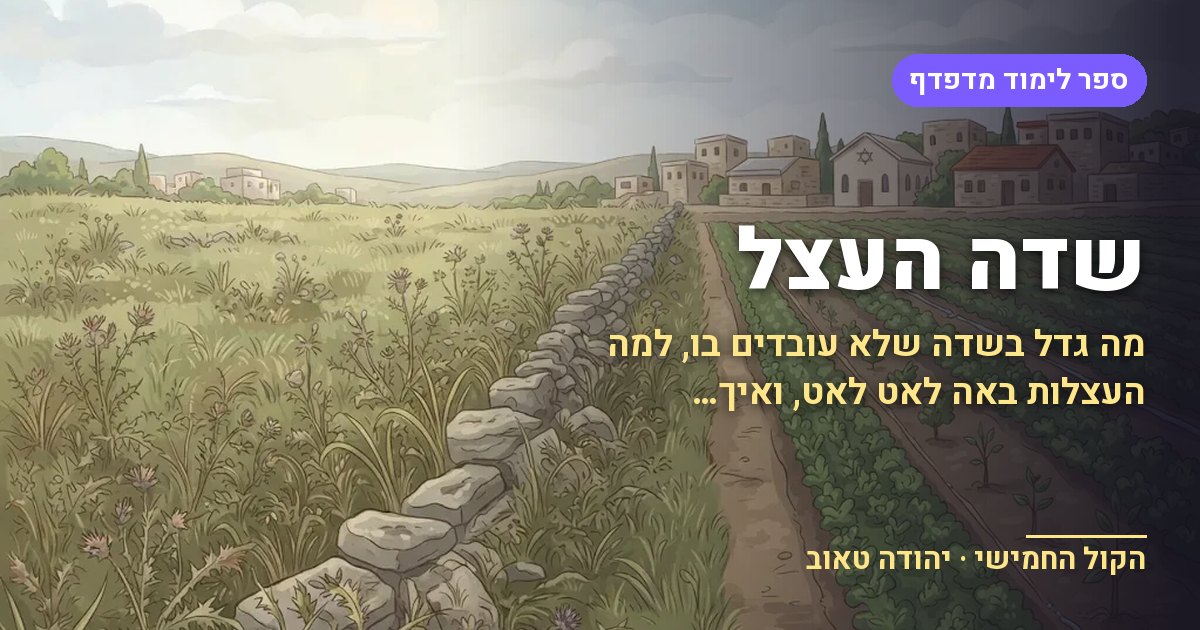 ספר לימוד מדפדף
שדה העצל
מה גדל בשדה שלא עובדים בו, למה
העצלות באה לאט לאט, ואיך...
הקול החמישי · יהודה טאוב